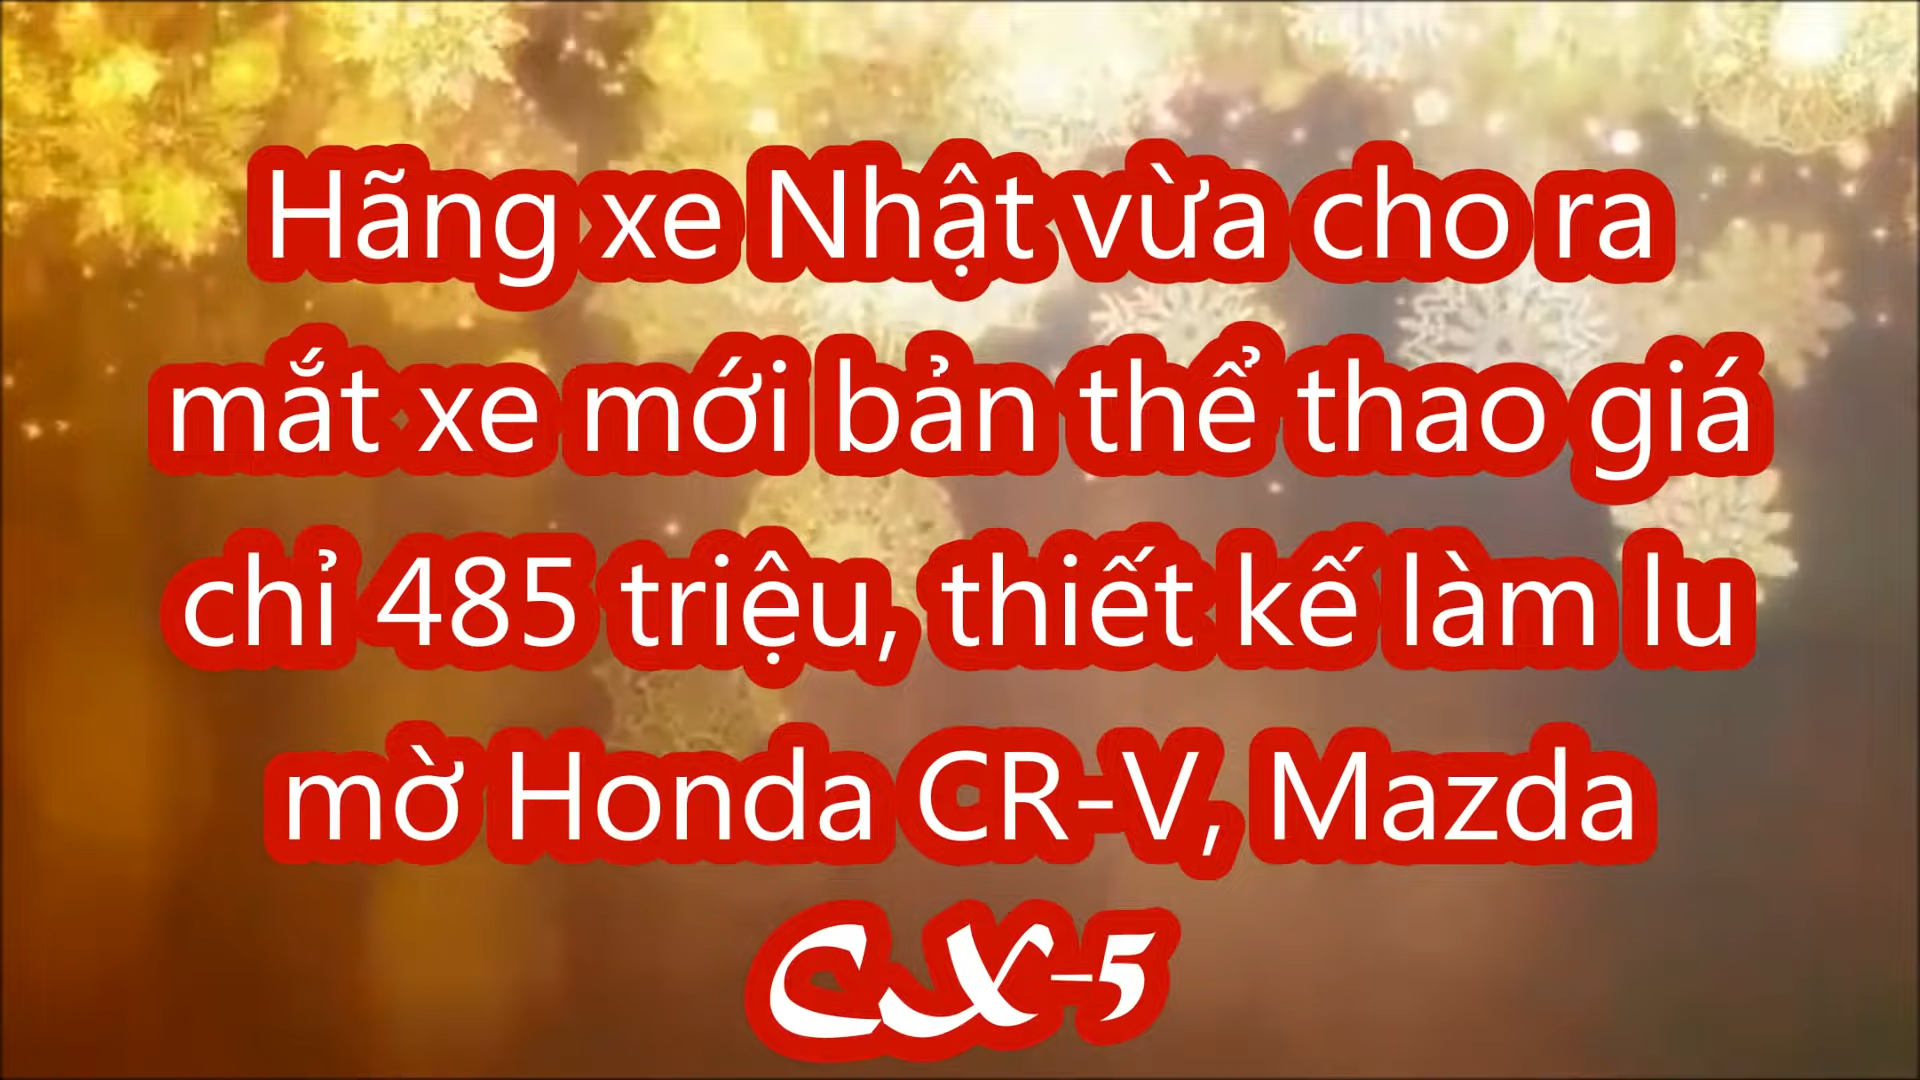 Hãng xe Nhật vừa cho ra
mắt xe mới bản thể thao giá
chỉ 485 triệu, thiết kế làm lu
mờ Honda CR-V, Mazda
CX-5